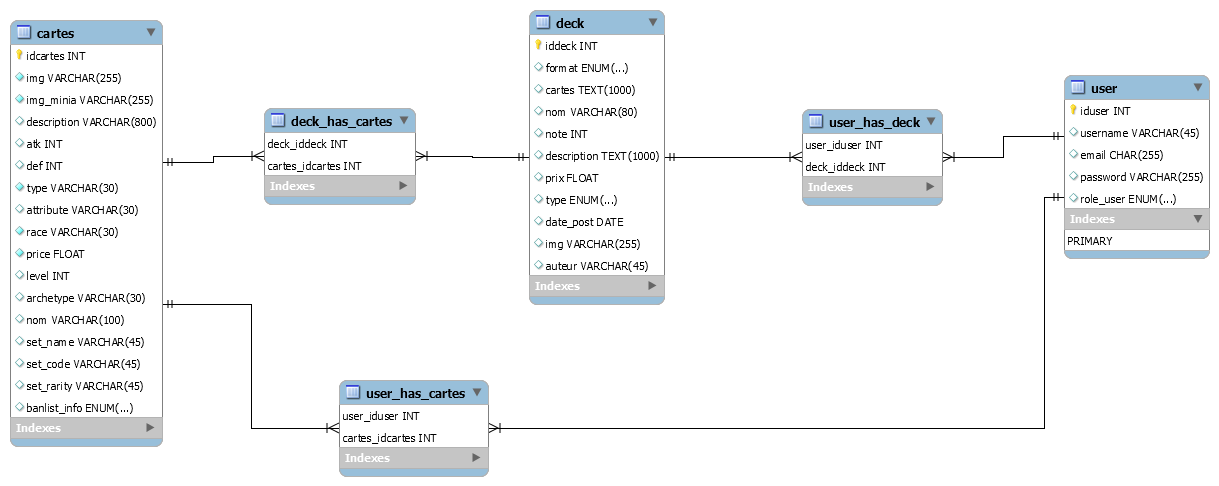 cartes
idcartes INT
img VARCHAR(255)
img_minia VARCHAR(255)
description VARCHAR(800)
atk INT
def INT
type VARCHAR(30)
attribute VARCHAR(30)
race VARCHAR(30)
price FLOAT
level INT
archetype VARCHAR(30)
nom VARCHAR(100)
set_name VARCHAR(45)
set_code VARCHAR(45)
set_rarity VARCHAR(45)
banlist_info ENUM(...)
Indexes
deck_has_cartes
deck_iddeck INT
cartes_idcartes INT
Indexes
deck
iddeck INT
format ENUM(...)
cartes TEXT(1000)
nom VARCHAR(80)
note INT
description TEXT(1000)
prix FLOAT
type ENUM(...)
date_post DATE
img VARCHAR(255)
auteur VARCHAR(45)
Indexes
user_has_deck
user_iduser INT
deck_iddeck INT
Indexes
user
iduser INT
username VARCHAR(45)
email CHAR(255)
password VARCHAR(255)
role_user ENUM(...)
Indexes
PRIMARY
user_has_cartes
user_iduser INT
cartes_idcartes INT
Indexes